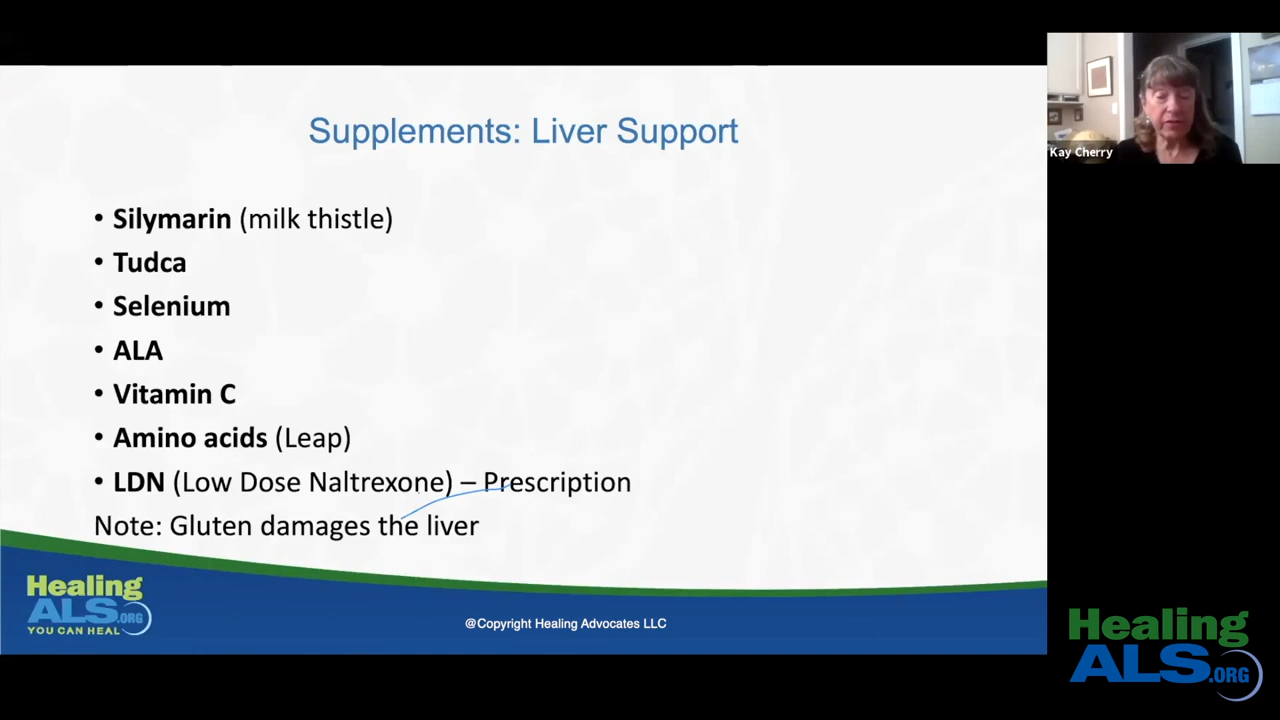 Supplements: Liver Support
• Silymarin (milk thistle)
• Tudca
• Selenium
• ALA
• Vitamin C
• Amino acids (Leap)
• LDN (Low Dose Naltrexone) – Prescription
Note: Gluten damages the liver
Healing
ALS.ORG
YOU CAN HEAL
@Copyright Healing Advocates LLC
Kay Cherry
Healing
ALS.ORG